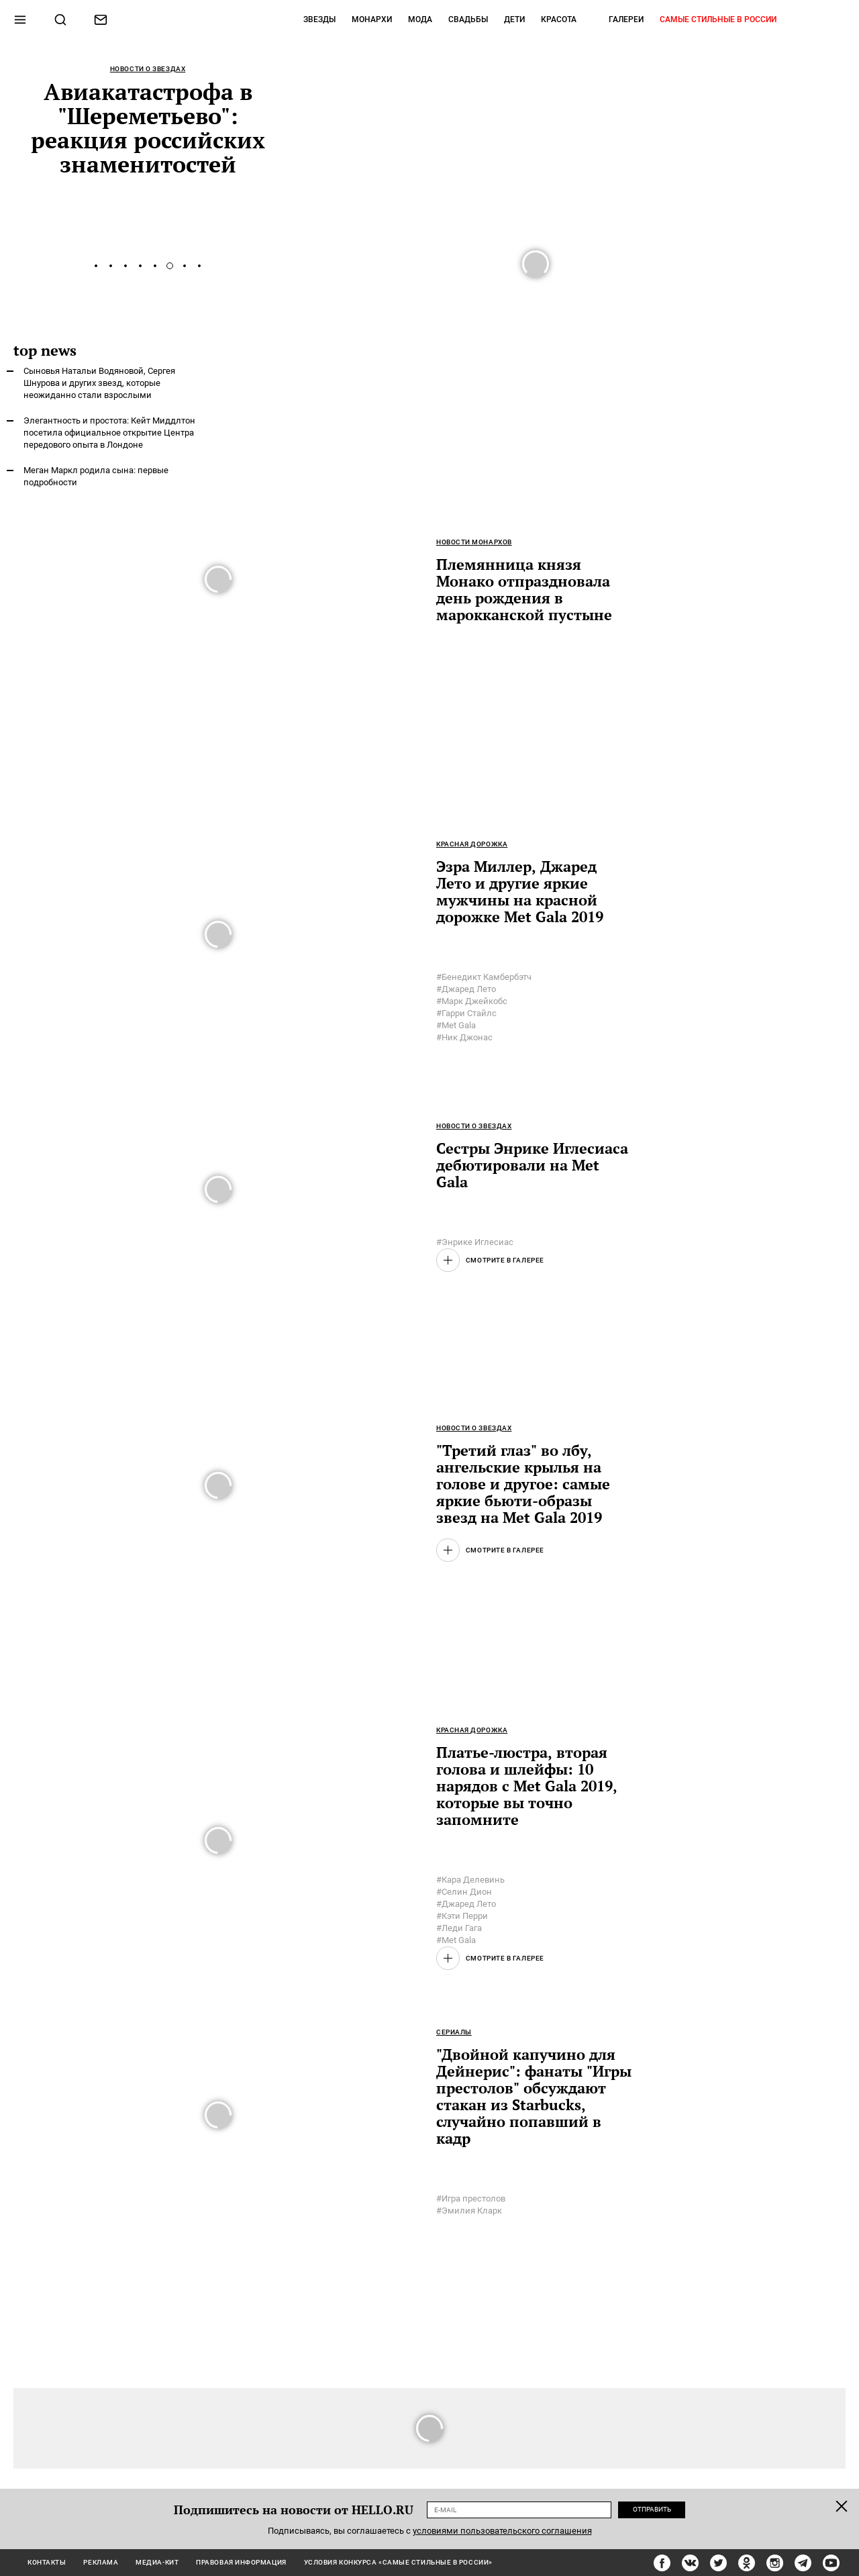 ЗВЕЗДЫ МОНАРХИ МОДА СВАДЬБЫ ДЕТИ КРАСОТА ГАЛЕРЕИ САМЫЕ СТИЛЬНЫЕ В РОССИИ
НОВОСТИ О ЗВЕЗДАХ
Авиакатастрофа в
"Шереметьево":
реакция российских
знаменитостей
top news
Сыновья Натальи Водяновой, Сергея
Шнурова и других звезд, которые
неожиданно стали взрослыми
Элегантность и простота: Кейт Миддлтон
посетила официальное открытие Центра
передового опыта в Лондоне
Меган Маркл родила сына: первые
подробности
НОВОСТИ МОНАРХОВ
Племянница князя
Монако отпраздновала
день рождения в
марокканской пустыне
КРАСНАЯ ДОРОЖКА
Эзра Миллер, Джаред
Лето и другие яркие
мужчины на красной
дорожке Met Gala 2019
#Бенедикт Камбербэтч
#Джаред Лето
#Марк Джейкобс
#Гарри Стайлс
#Met Gala
#Ник Джонас
НОВОСТИ О ЗВЕЗДАХ
Сестры Энрике Иглесиаса
дебютировали на Met
Gala
#Энрике Иглесиас
СМОТРИТЕ В ГАЛЕРЕЕ
НОВОСТИ О ЗВЕЗДАХ
"Третий глаз" во лбу,
ангельские крылья на
голове и другое: самые
яркие бьюти-образы
звезд на Met Gala 2019
СМОТРИТЕ В ГАЛЕРЕЕ
КРАСНАЯ ДОРОЖКА
Платье-люстра, вторая
голова и шлейфы: 10
нарядов с Met Gala 2019,
которые вы точно
запомните
#Кара Делевинь
#Селин Дион
#Джаред Лето
#Кэти Перри
#Леди Гага
#Met Gala
СМОТРИТЕ В ГАЛЕРЕЕ
СЕРИАЛЫ
"Двойной капучино для
Дейнерис": фанаты "Игры
престолов" обсуждают
стакан из Starbucks,
случайно попавший в
кадр
#Игра престолов
#Эмилия Кларк
Подпишитесь на новости от HELLO.RU E-MAIL ОТПРАВИТЬ
Подписываясь, вы соглашаетесь с условиями пользовательского соглашения
КОНТАКТЫ РЕКЛАМА МЕДИА-КИТ ПРАВОВАЯ ИНФОРМАЦИЯ УСЛОВИЯ КОНКУРСА «САМЫЕ СТИЛЬНЫЕ В РОССИИ»